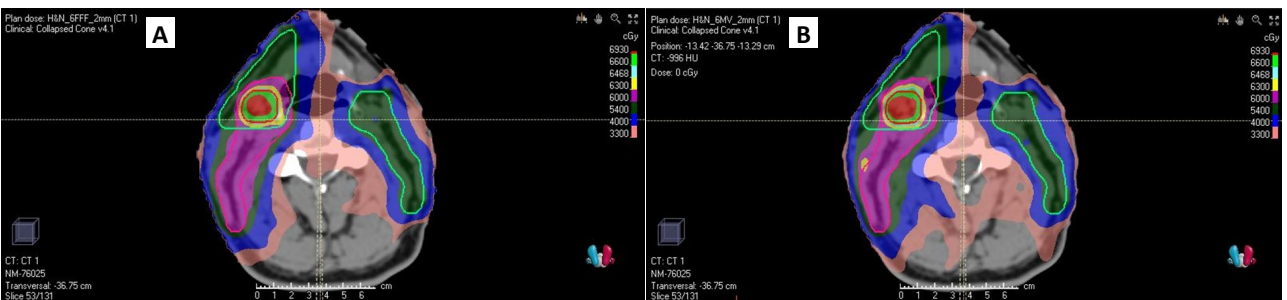 Plan dose: H&N_6FFF_2mm (CT 1)
Clinical: Collapsed Cone v4.1
A
cGy
6930
6600
6468
6300
6000
5400
4000
3300
CT: CT 1
NM-76025
Transversal: -36.75 cm
Slice 53/131
0 1 2 3 4 5 6 cm
Plan dose: H&N_6MV_2mm (CT 1)
Clinical: Collapsed Cone v4.1
Position: -13.42 -36.75 -13.29 cm
CT: -996 HU
Dose: 0 cGy
B
cGy
6930
6600
6468
6300
6000
5400
4000
3300
CT: CT 1
NM-76025
Transversal: -36.75 cm
Slice 53/131
0 1 2 3 4 5 6 cm